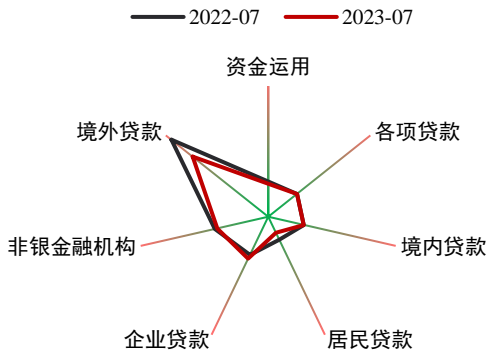 2022-07 2023-07
资金运用
境外贷款 各项贷款
非银金融机构 境内贷款
企业贷款 居民贷款